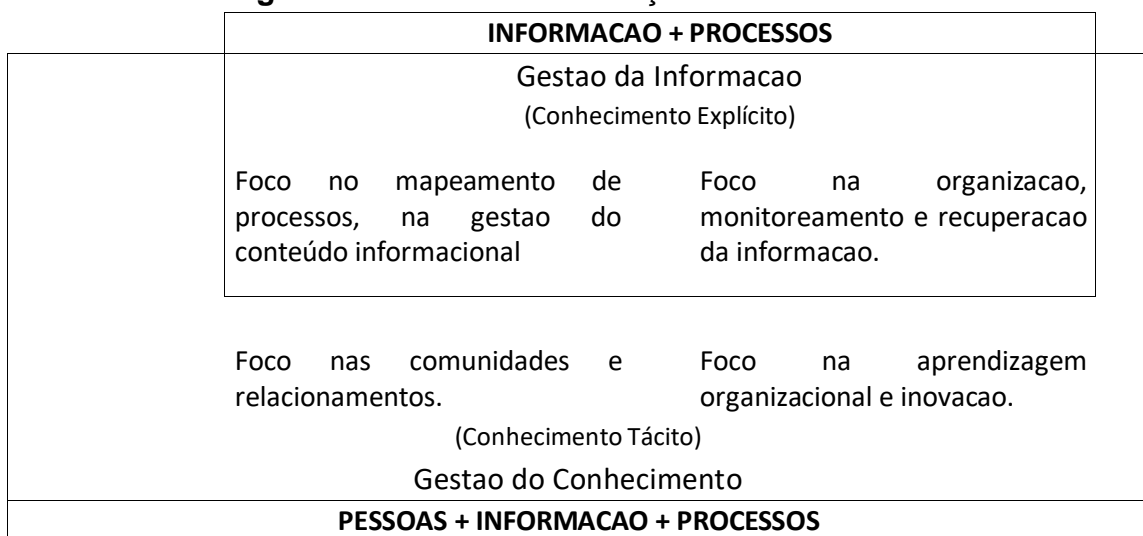 INFORMACAO + PROCESSOS
Gestao da Informacao
(Conhecimento Explícito)
Foco no mapeamento de
processos, na gestao do
conteúdo informacional
Foco na organizacao,
monitoreamento e recuperacao
da informacao.
Foco nas comunidades e
relacionamentos.
Foco na aprendizagem
organizacional e inovacao.
(Conhecimento Tácito)
Gestao do Conhecimento
PESSOAS + INFORMACAO + PROCESSOS